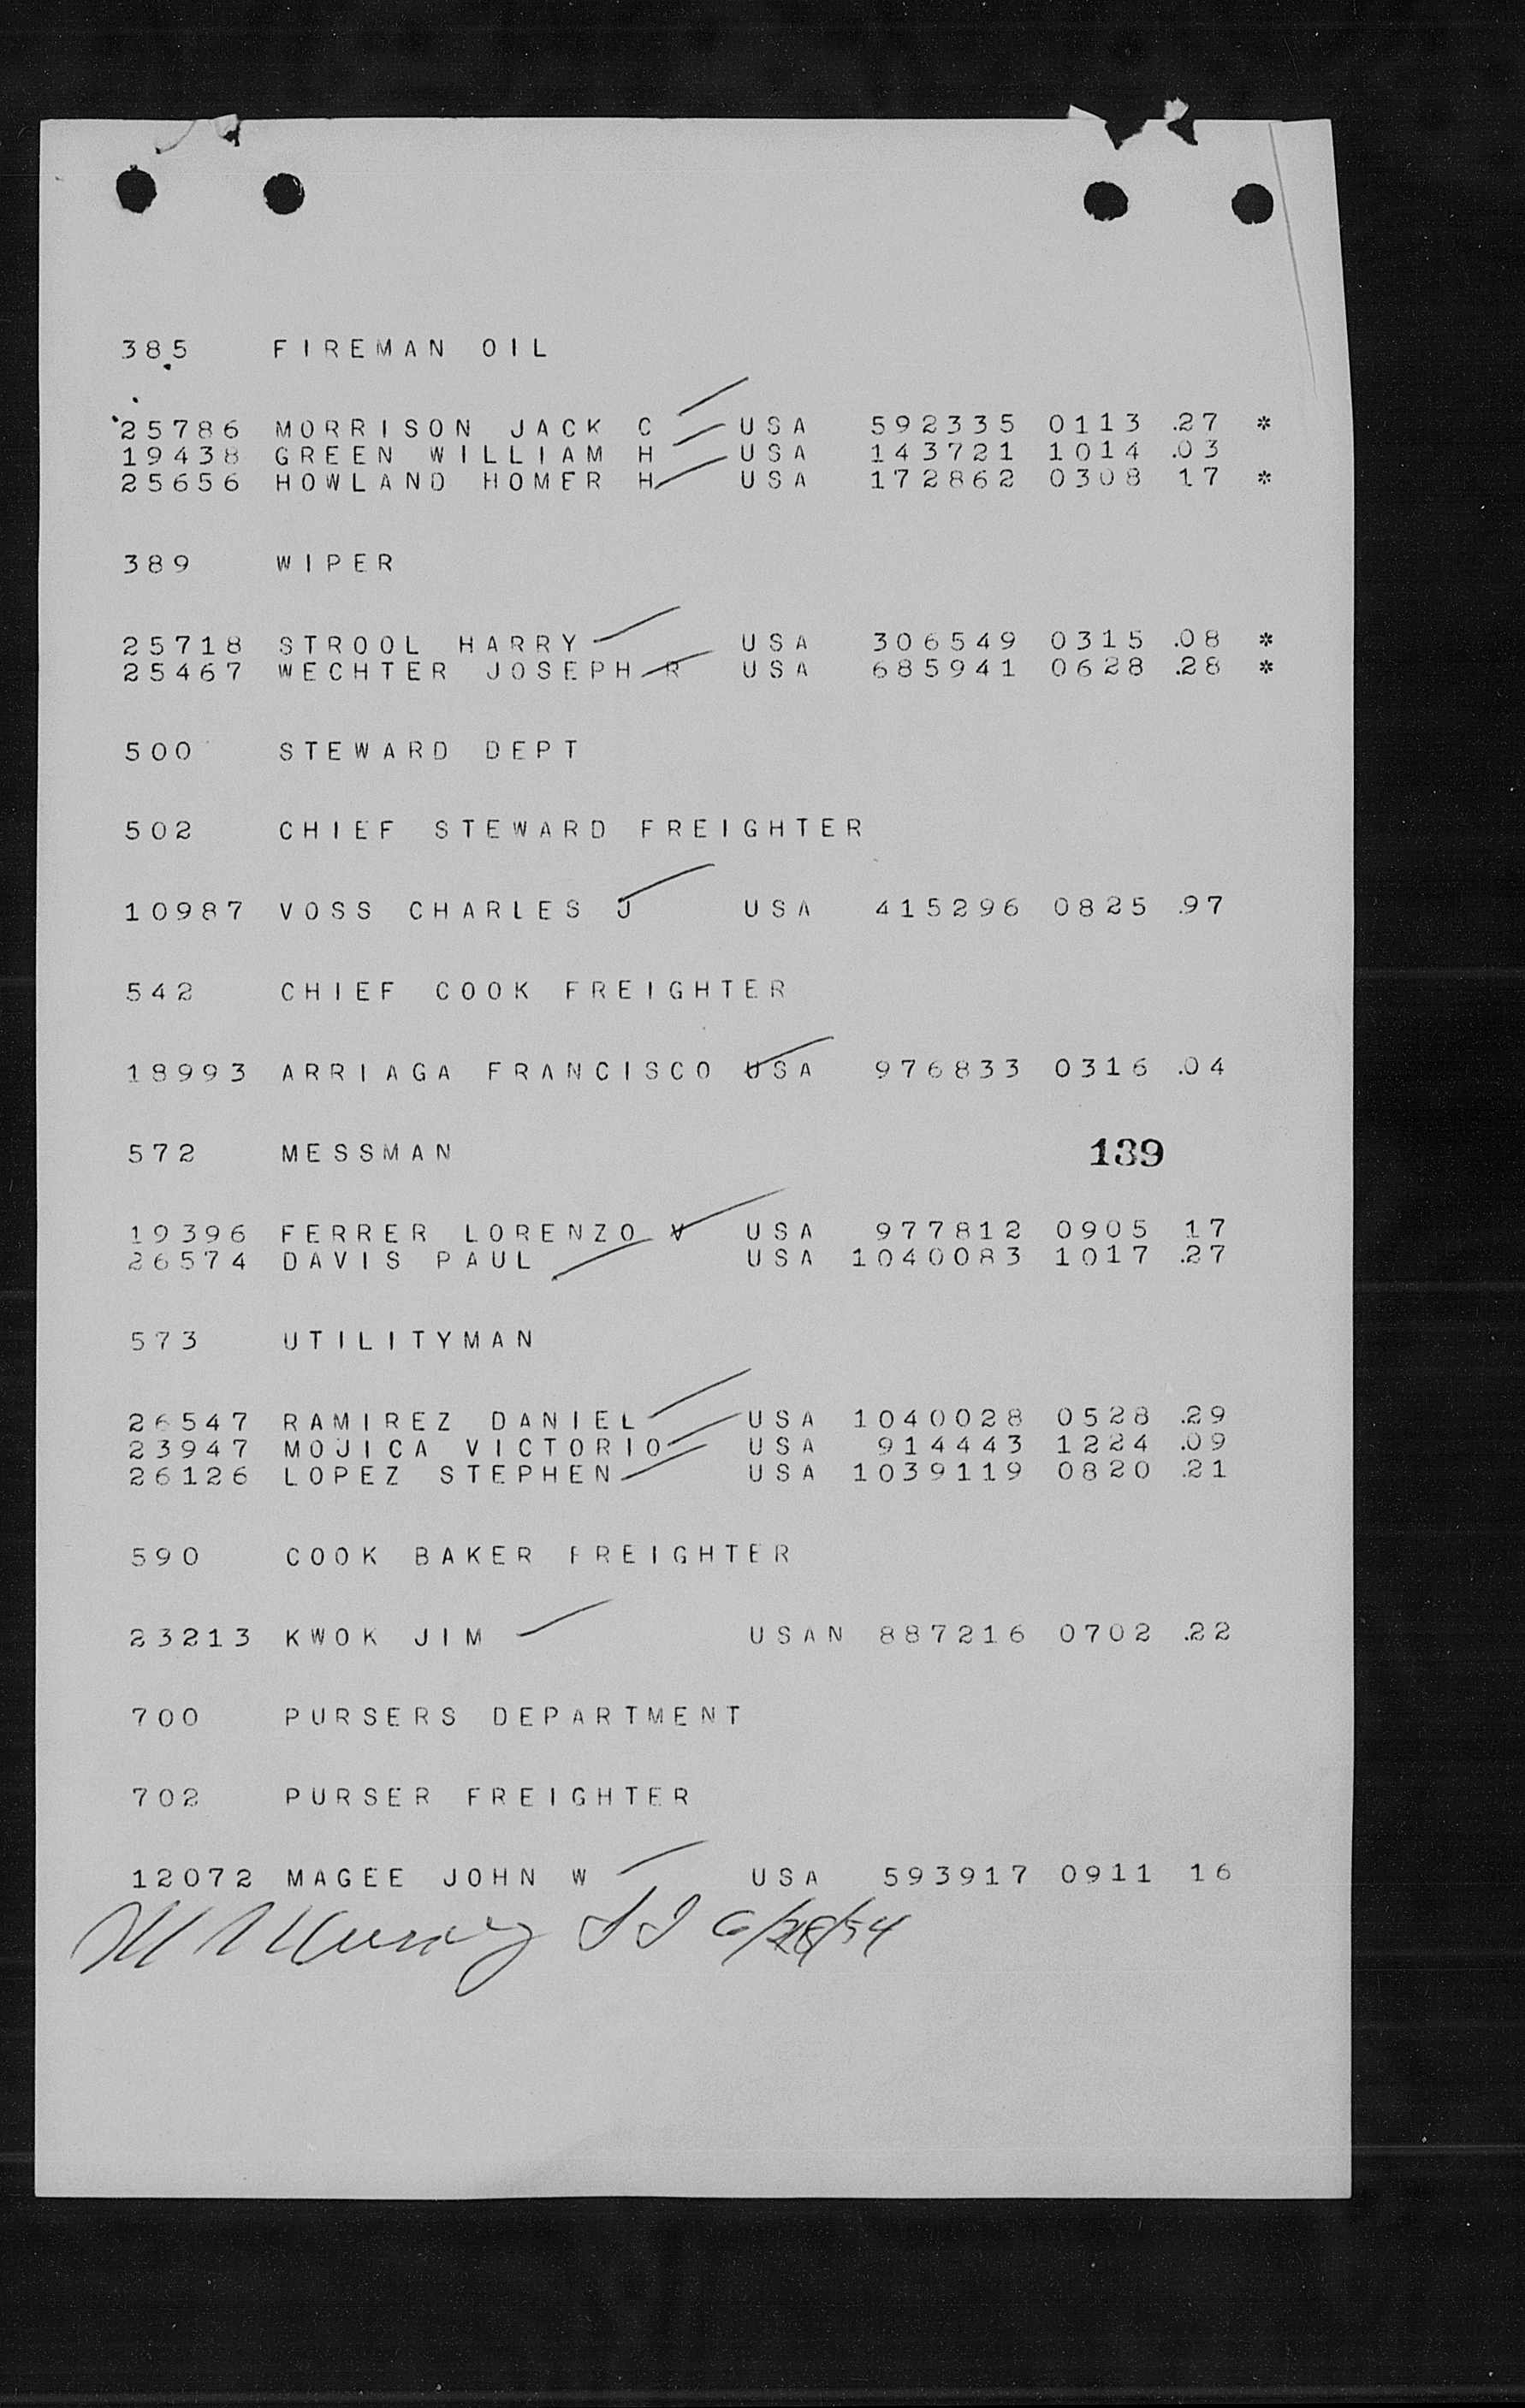 385 FIREMAN OIL
25786 MORRISON JACK C USA 592335 0113 .27 *
19438 GREEN WILLIAM H USA 143721 1014 .03
25656 HOWLAND HOMER H USA 172862 0308 17 *
389 WIPER
25718 STROOL HARRY USA 306549 0315 .08 *
25467 WECHTER JOSEPH R USA 685941 0628 .28 *
500 STEWARD DEPT
502 CHIEF STEWARD FREIGHTER
10987 VOSS CHARLES J USA 415296 0825 .97
542 CHIEF COOK FREIGHTER
18993 ARRIAGA FRANCISCO USA 976833 0316 .04
572 MESSMAN 139
19396 FERRER LORENZO V USA 977812 0905 17
26574 DAVIS PAUL USA 1040083 1017 .27
573 UTILITYMAN
26547 RAMIREZ DANIEL USA 1040028 0528 .29
23947 MOJICA VICTORIO USA 914443 1224 .09
26126 LOPEZ STEPHEN USA 1039119 0820 .21
590 COOK BAKER FREIGHTER
23213 KWOK JIM USAN 887216 0702 .22
700 PURSERS DEPARTMENT
702 PURSER FREIGHTER
12072 MAGEE JOHN W USA 593917 0911 16
6/28/54